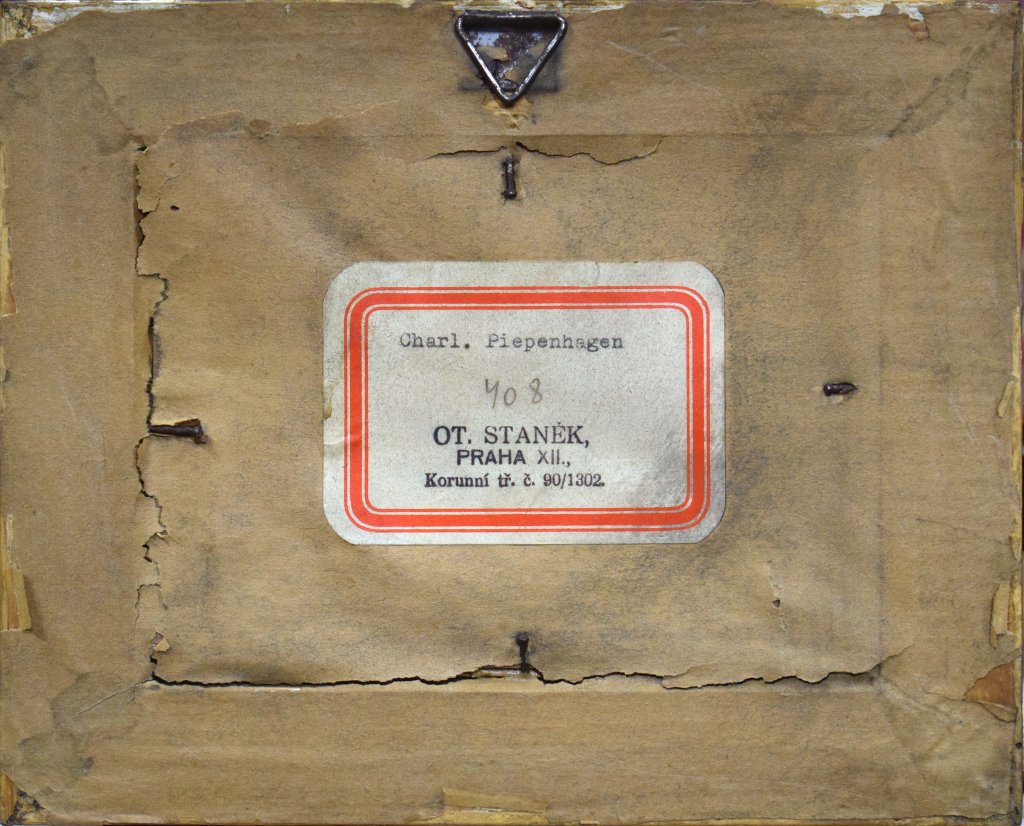 Charl. Piepenhagen
408
OT. STANĚK,
PRAHA XII.,
Korunní tř. č. 90/1302.